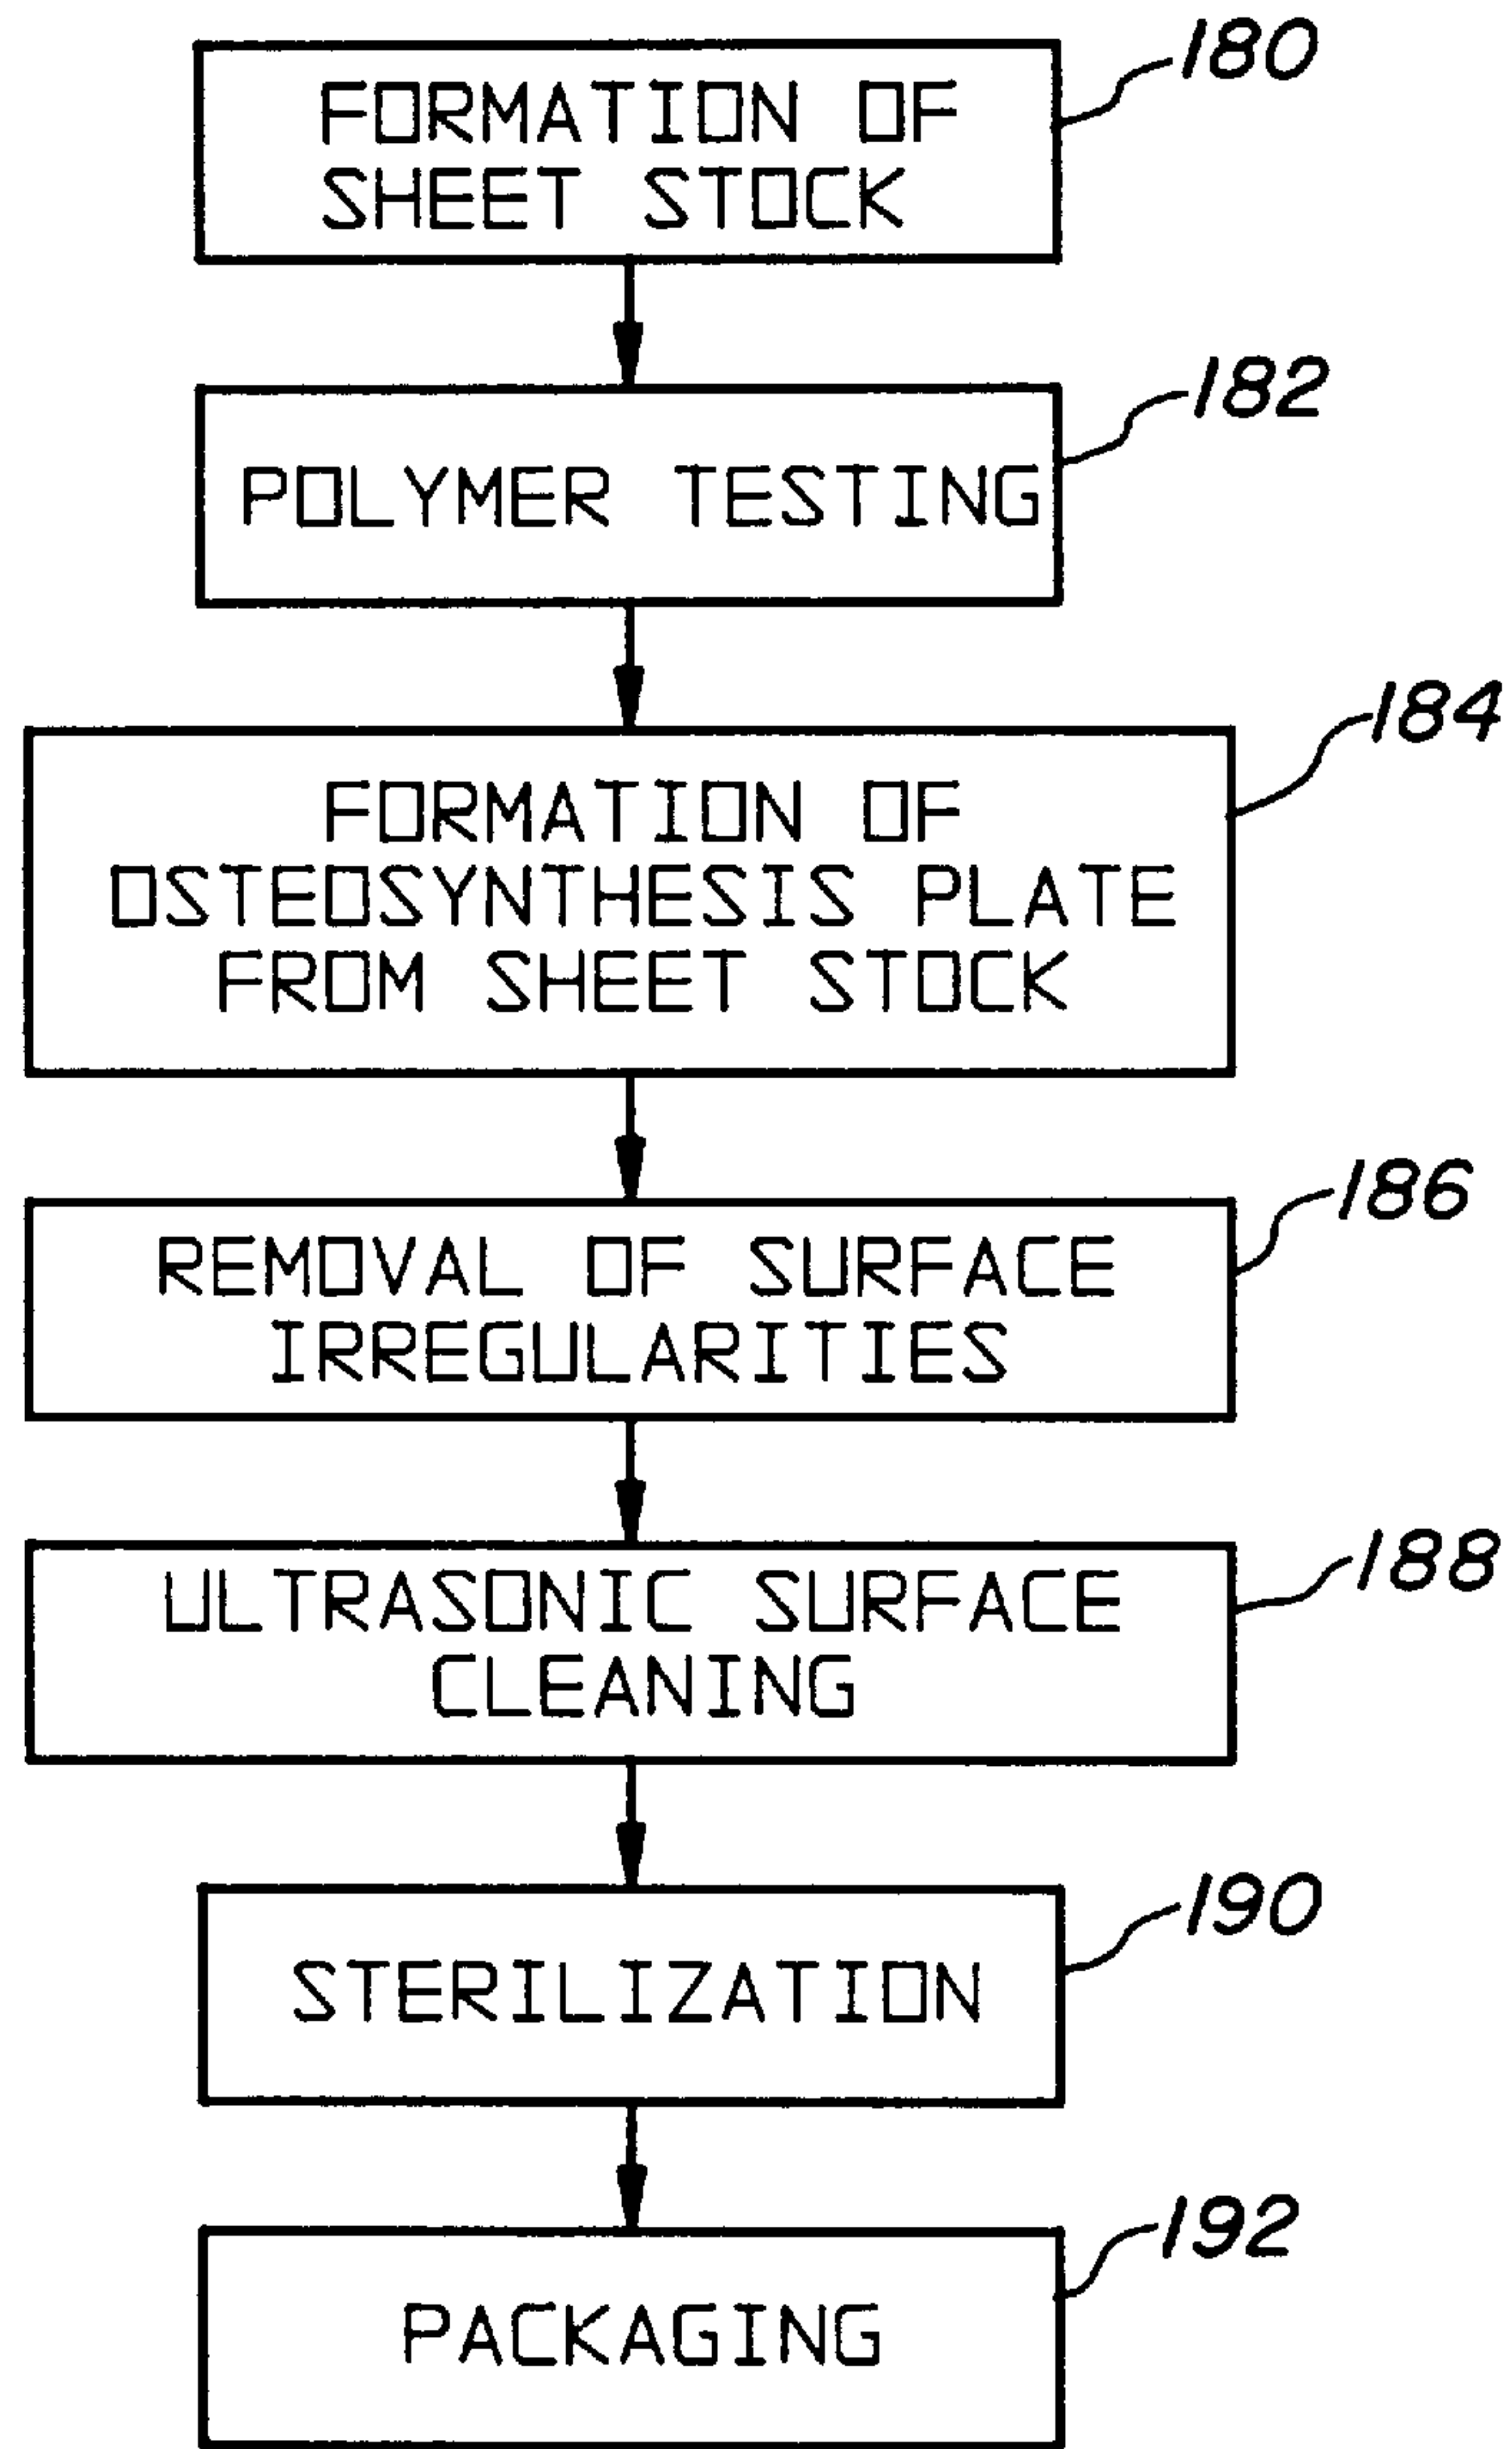 180
FORMATION OF
SHEET STOCK
182
POLYMER TESTING
184
FORMATION OF
OSTEOSYNTHESIS PLATE
FROM SHEET STOCK
186
REMOVAL OF SURFACE
IRREGULARITIES
188
ULTRASONIC SURFACE
CLEANING
190
STERILIZATION
192
PACKAGING